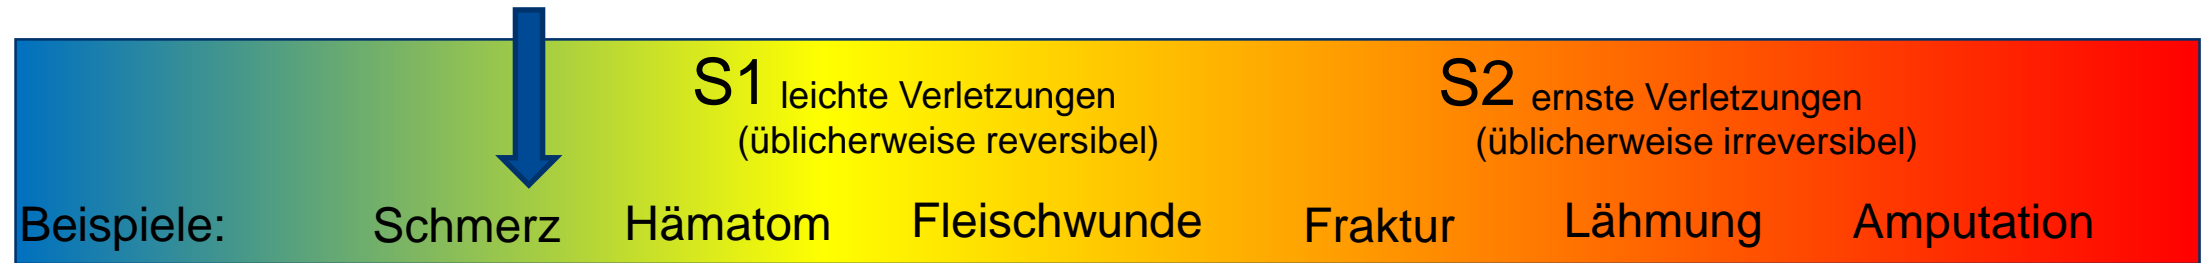 S1 leichte Verletzungen
(üblicherweise reversibel)
S2 ernste Verletzungen
(üblicherweise irreversibel)
Beispiele: Schmerz Hämatom Fleischwunde Fraktur Lähmung Amputation